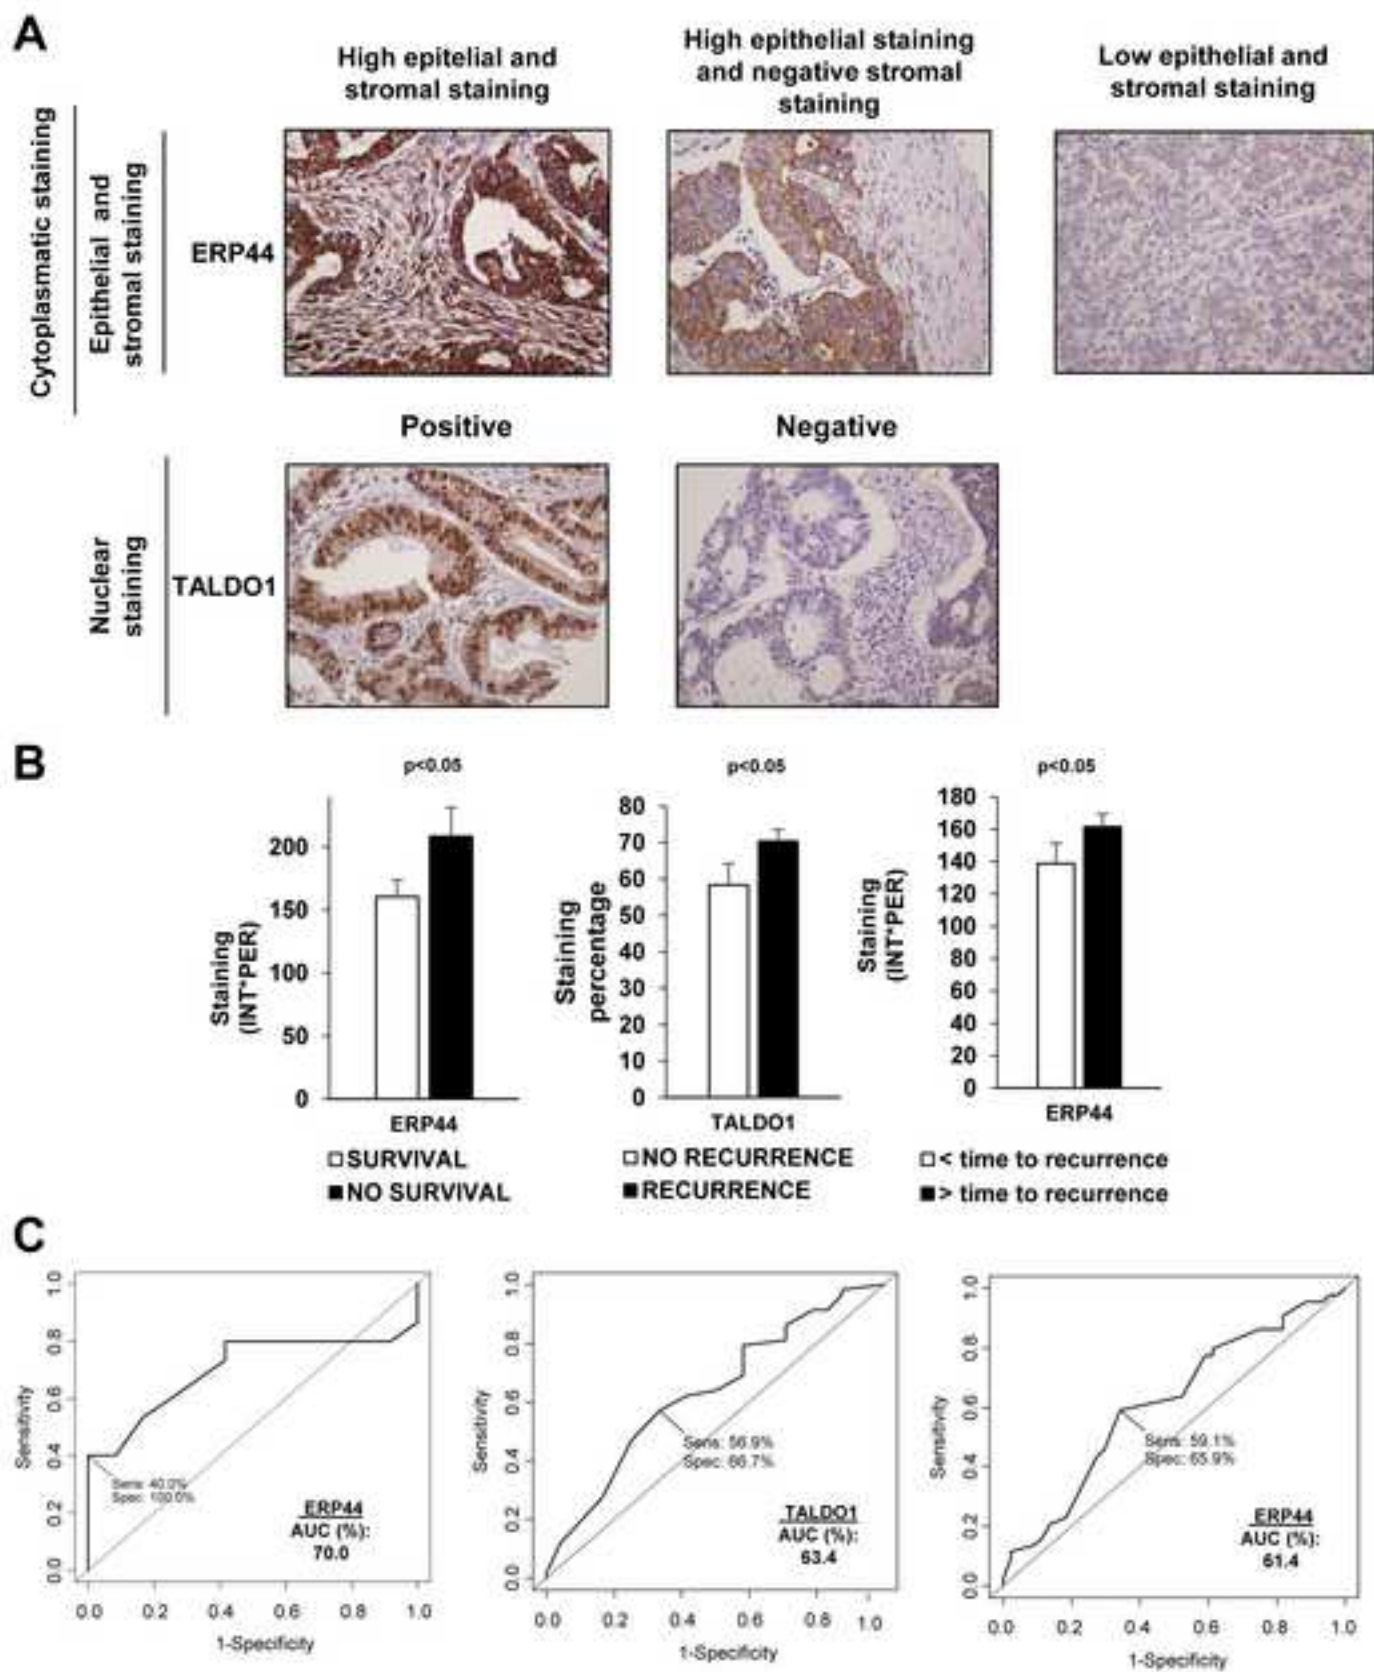 A
High epitelial and
stromal staining
High epithelial staining
and negative stromal
staining
Low epithelial and
stromal staining
Cytoplasmatic staining
Epithelial and
stromal staining
ERP44
Positive
Negative
Nuclear
staining
TALDO1
B
p<0.05
Staining
(INT*PER)
200
150
100
50
0
ERP44
SURVIVAL
NO SURVIVAL
p<0.05
Staining
percentage
80
70
60
50
40
30
20
10
0
TALDO1
NO RECURRENCE
RECURRENCE
p<0.05
Staining
(INT*PER)
180
160
140
120
100
80
60
40
20
0
ERP44
< time to recurrence
> time to recurrence
C
Sensitivity
1.0
0.8
0.6
0.4
0.2
0.0
Sens: 40.0%
Spec: 100.0%
ERP44
AUC (%):
70.0
0.0 0.2 0.4 0.6 0.8 1.0
1-Specificity
Sensitivity
1.0
0.8
0.6
0.4
0.2
0.0
Sens: 56.9%
Spec: 66.7%
TALDO1
AUC (%):
63.4
0.0 0.2 0.4 0.6 0.8 1.0
1-Specificity
Sensitivity
1.0
0.8
0.6
0.4
0.2
0.0
Sens: 59.1%
Spec: 65.9%
ERP44
AUC (%):
61.4
0.0 0.2 0.4 0.6 0.8 1.0
1-Specificity